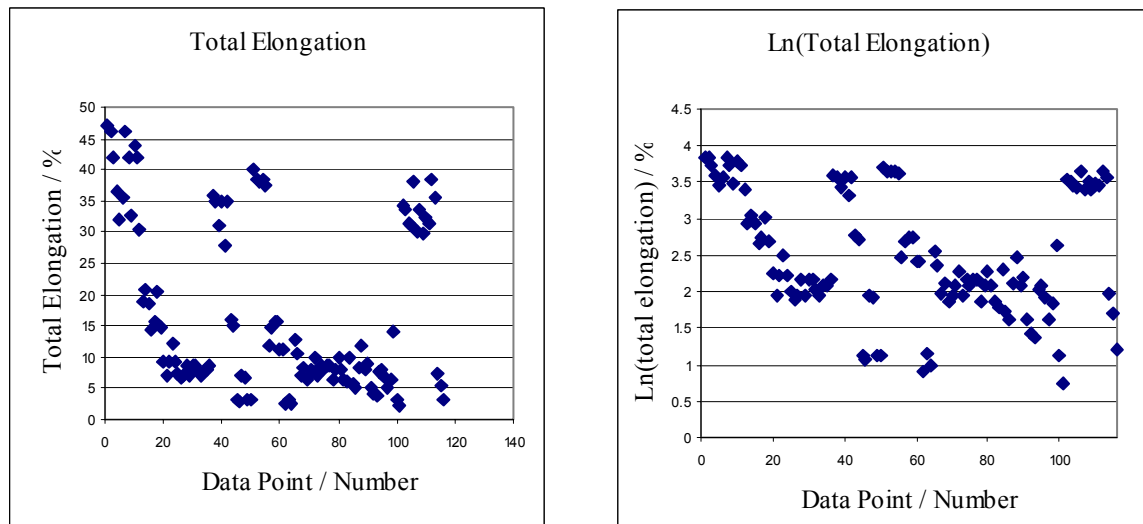 Total Elongation
Total Elongation / %
50
45
40
35
30
25
20
15
10
5
0
0 20 40 60 80 100 120 140
Data Point / Number
Ln(Total Elongation)
Ln(total elongation) / %
4.5
4
3.5
3
2.5
2
1.5
1
0.5
0
0 20 40 60 80 100
Data Point / Number